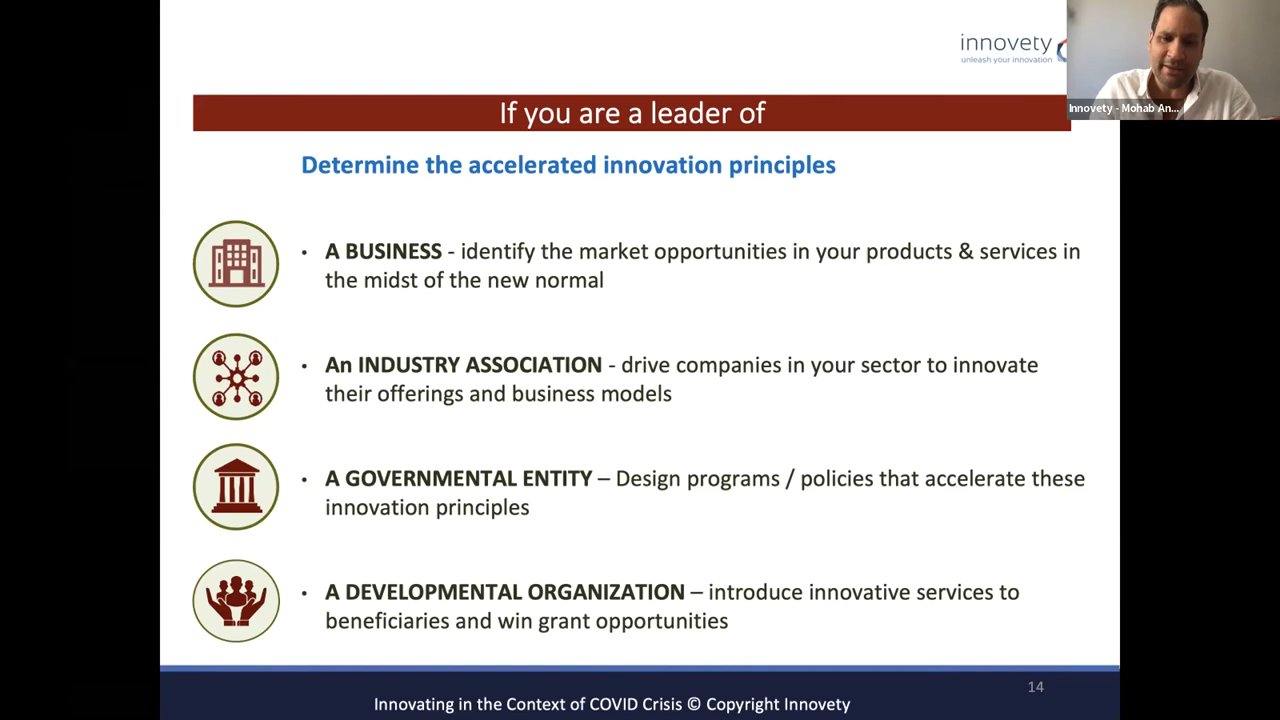 innovety
unleash your innovation
Innovety - Mohab An...
If you are a leader of
Determine the accelerated innovation principles
• A BUSINESS - identify the market opportunities in your products & services in
the midst of the new normal
• An INDUSTRY ASSOCIATION - drive companies in your sector to innovate
their offerings and business models
• A GOVERNMENTAL ENTITY – Design programs / policies that accelerate these
innovation principles
• A DEVELOPMENTAL ORGANIZATION – introduce innovative services to
beneficiaries and win grant opportunities
14
Innovating in the Context of COVID Crisis © Copyright Innovety